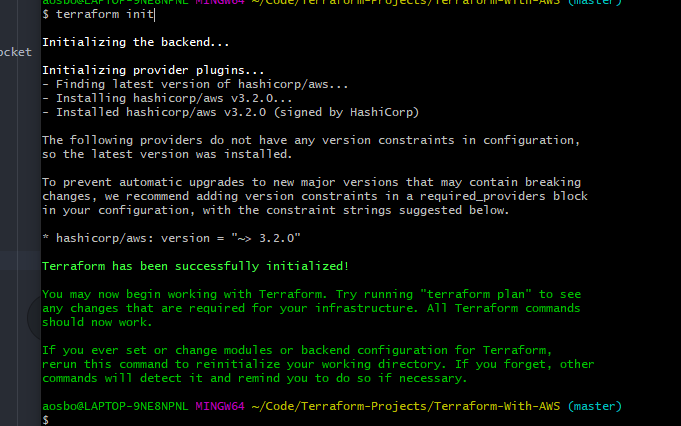 aosbo@LAPTOP-9NE8NPNL MINGW64 ~/Code/Terraform-Projects/Terraform-With-AWS (master)
$ terraform init
Initializing the backend...
ocket
Initializing provider plugins...
- Finding latest version of hashicorp/aws...
- Installing hashicorp/aws v3.2.0...
- Installed hashicorp/aws v3.2.0 (signed by HashiCorp)
The following providers do not have any version constraints in configuration,
so the latest version was installed.
To prevent automatic upgrades to new major versions that may contain breaking
changes, we recommend adding version constraints in a required_providers block
in your configuration, with the constraint strings suggested below.
* hashicorp/aws: version = "~> 3.2.0"
Terraform has been successfully initialized!
You may now begin working with Terraform. Try running "terraform plan" to see
any changes that are required for your infrastructure. All Terraform commands
should now work.
If you ever set or change modules or backend configuration for Terraform,
rerun this command to reinitialize your working directory. If you forget, other
commands will detect it and remind you to do so if necessary.
aosbo@LAPTOP-9NE8NPNL MINGW64 ~/Code/Terraform-Projects/Terraform-With-AWS (master)
$